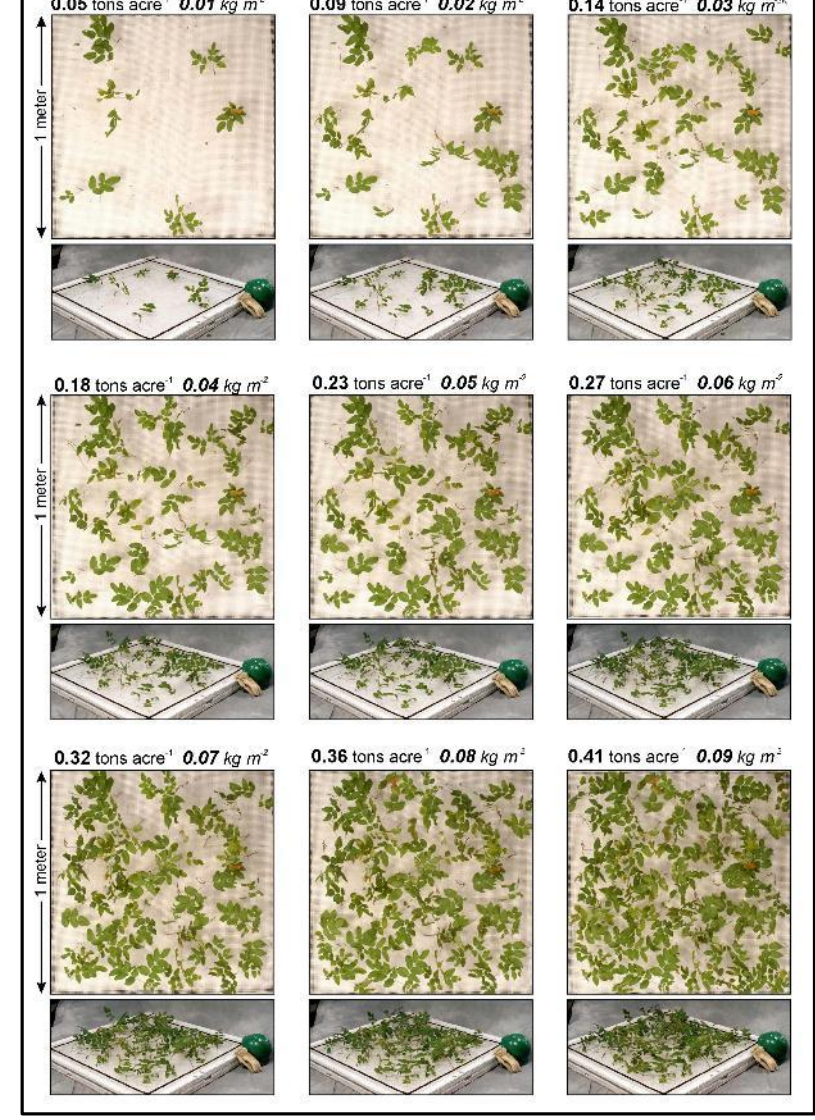 0.05 tons acre⁻¹ 0.01 kg m⁻²
0.09 tons acre⁻¹ 0.02 kg m⁻²
0.14 tons acre⁻¹ 0.03 kg m⁻²
1 meter
0.18 tons acre⁻¹ 0.04 kg m⁻²
0.23 tons acre⁻¹ 0.05 kg m⁻²
0.27 tons acre⁻¹ 0.06 kg m⁻²
1 meter
0.32 tons acre⁻¹ 0.07 kg m⁻²
0.36 tons acre⁻¹ 0.08 kg m⁻²
0.41 tons acre⁻¹ 0.09 kg m⁻²
1 meter